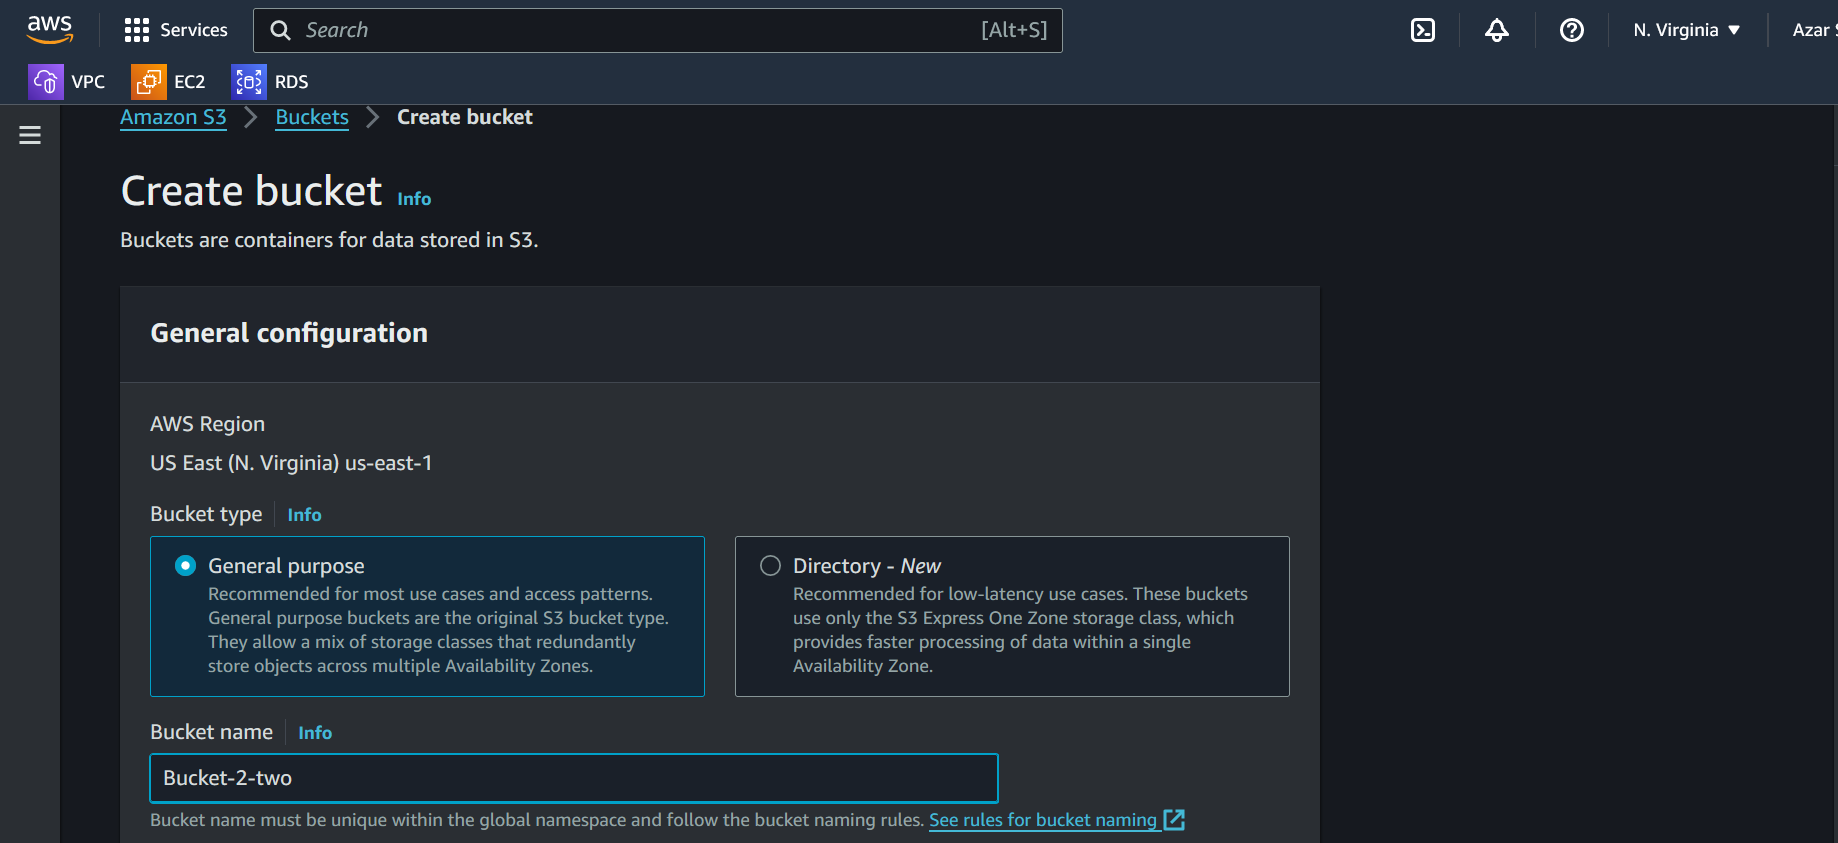 aws
Services
Search
[Alt+S]
N. Virginia
Azar S
VPC
EC2
RDS
Amazon S3 > Buckets > Create bucket
Create bucket
Info
Buckets are containers for data stored in S3.
General configuration
AWS Region
US East (N. Virginia) us-east-1
Bucket type
Info
General purpose
Recommended for most use cases and access patterns.
General purpose buckets are the original S3 bucket type.
They allow a mix of storage classes that redundantly
store objects across multiple Availability Zones.
Directory - New
Recommended for low-latency use cases. These buckets
use only the S3 Express One Zone storage class, which
provides faster processing of data within a single
Availability Zone.
Bucket name
Info
Bucket-2-two
Bucket name must be unique within the global namespace and follow the bucket naming rules. See rules for bucket naming